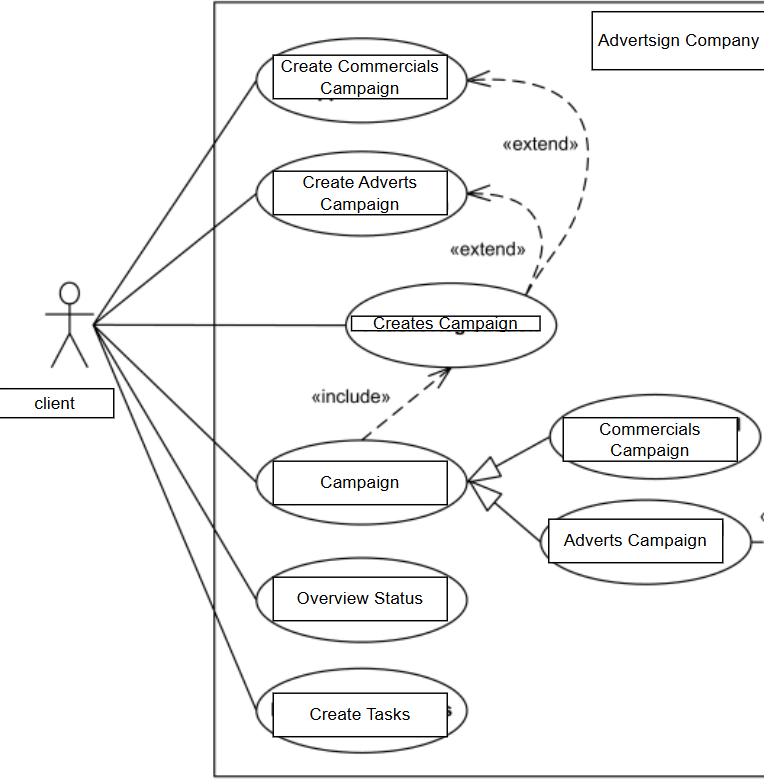 Advertsign Company
Create Commercials
Campaign
«extend»
Create Adverts
Campaign
«extend»
Creates Campaign
client
«include»
Commercials
Campaign
Campaign
Adverts Campaign
Overview Status
Create Tasks